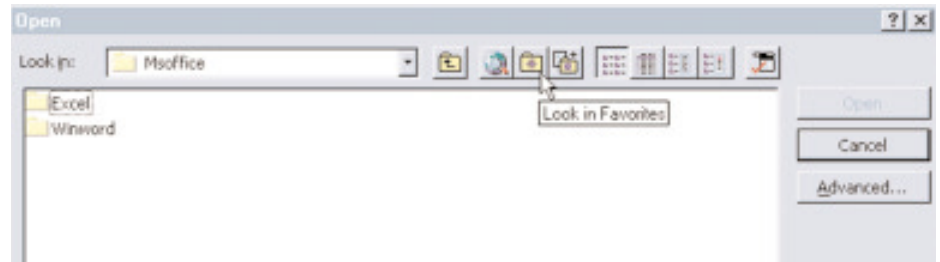 Open
Look in: Msoffice
Excel
Look in Favorites
Open
Winword
Cancel
Advanced...